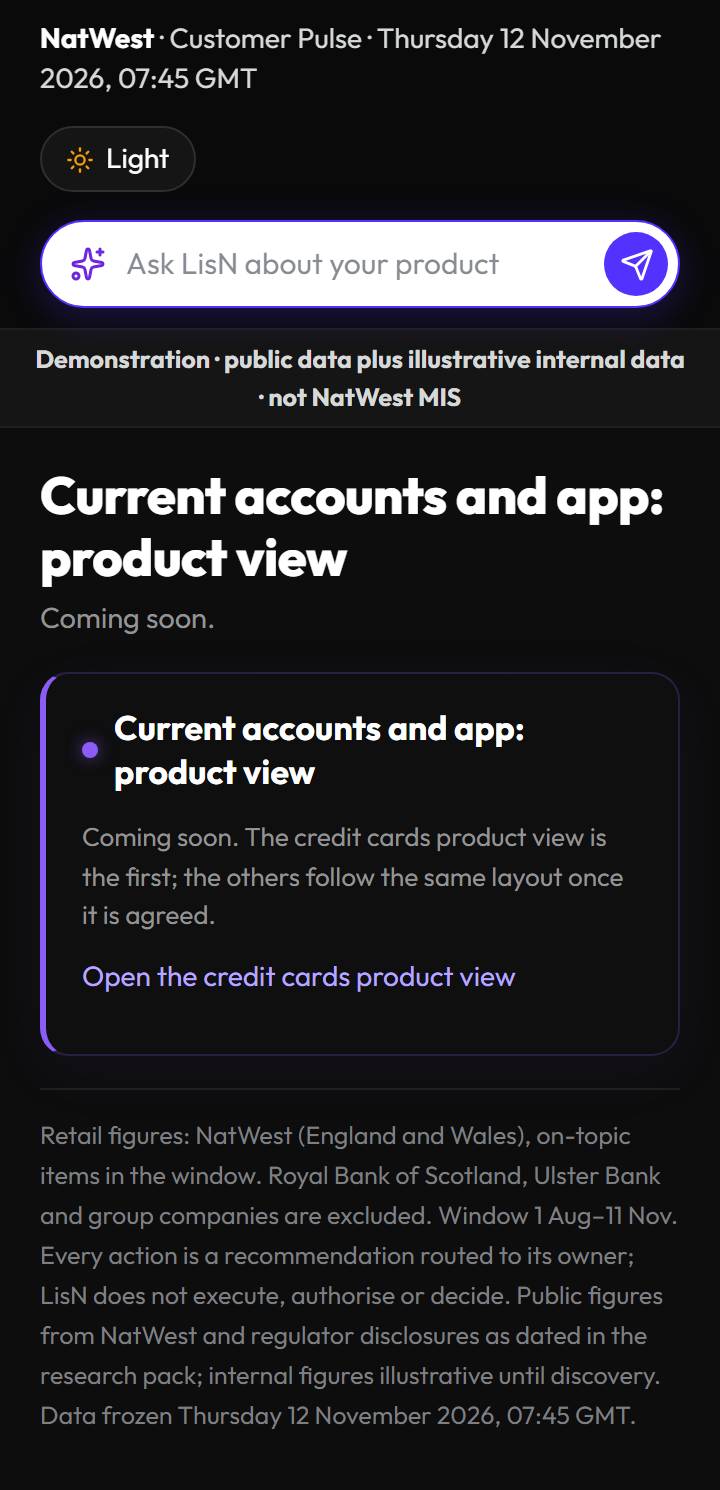 NatWest · Customer Pulse · Thursday 12 November
2026, 07:45 GMT
Light
Ask LisN about your product
Demonstration · public data plus illustrative internal data
· not NatWest MIS
Current accounts and app:
product view
Coming soon.
Current accounts and app:
product view
Coming soon. The credit cards product view is
the first; the others follow the same layout once
it is agreed.
Open the credit cards product view
Retail figures: NatWest (England and Wales), on-topic
items in the window. Royal Bank of Scotland, Ulster Bank
and group companies are excluded. Window 1 Aug–11 Nov.
Every action is a recommendation routed to its owner;
LisN does not execute, authorise or decide. Public figures
from NatWest and regulator disclosures as dated in the
research pack; internal figures illustrative until discovery.
Data frozen Thursday 12 November 2026, 07:45 GMT.